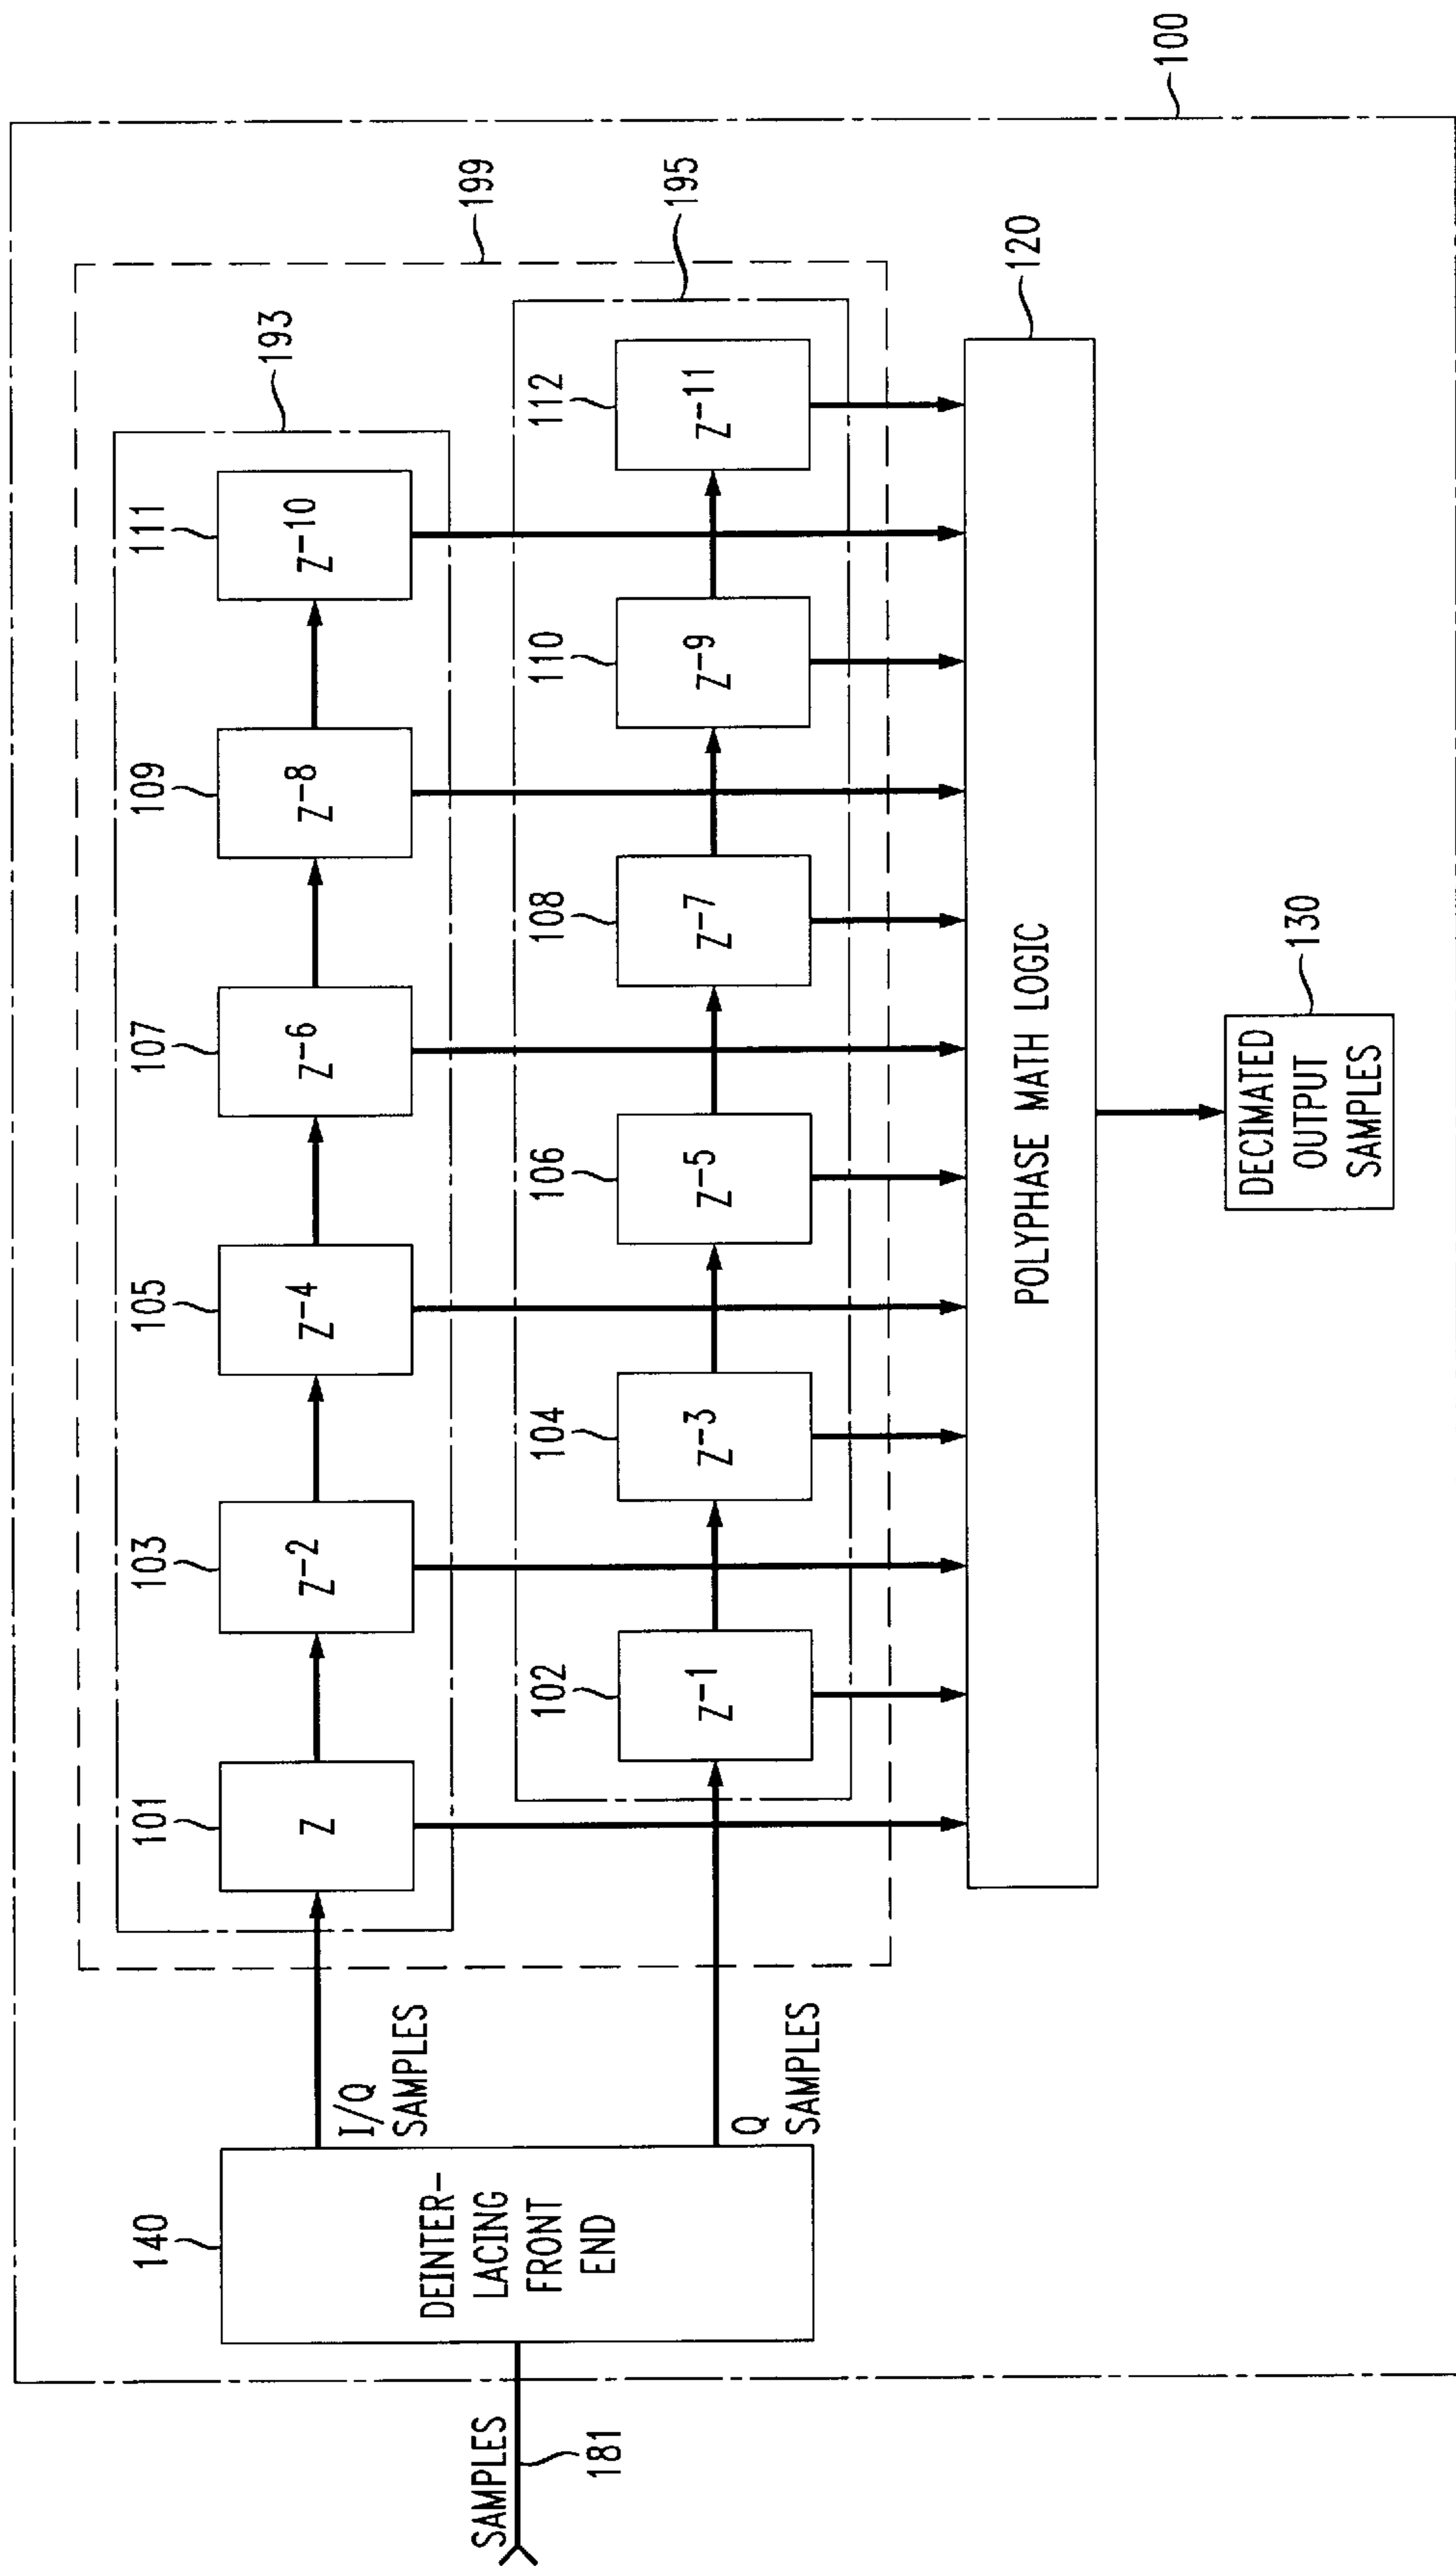 100
199
193
101
103
105
107
109
111
Z
Z-2
Z-4
Z-6
Z-8
Z-10
195
102
104
106
108
110
112
Z-1
Z-3
Z-5
Z-7
Z-9
Z-11
140
DEINTER-
LACING
FRONT
END
I/Q
SAMPLES
Q
SAMPLES
SAMPLES
181
120
POLYPHASE MATH LOGIC
130
DECIMATED
OUTPUT
SAMPLES